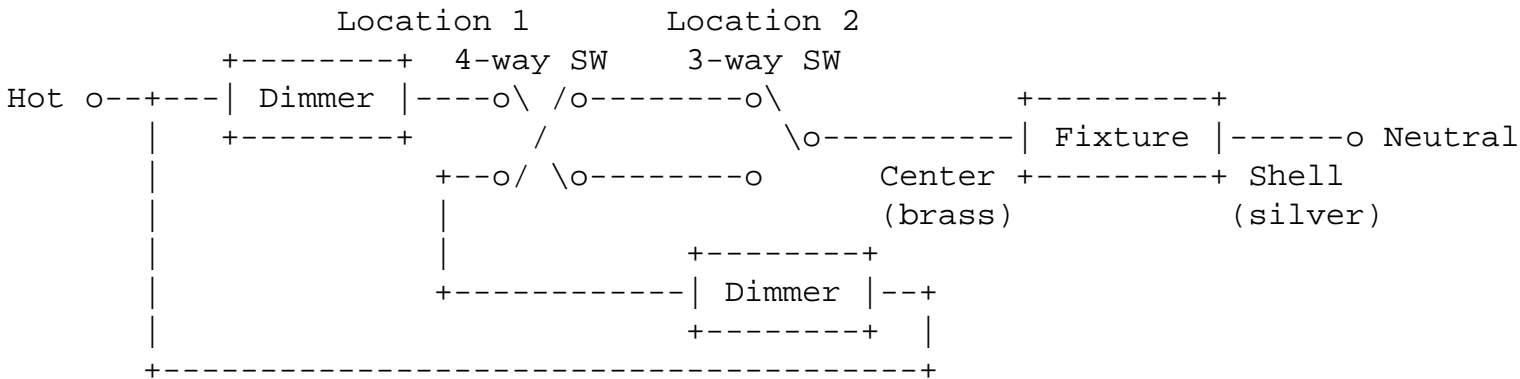 Location 1 Location 2
4-way SW 3-way SW
Hot Dimmer
Fixture Neutral
Center Shell
(brass) (silver)
Dimmer